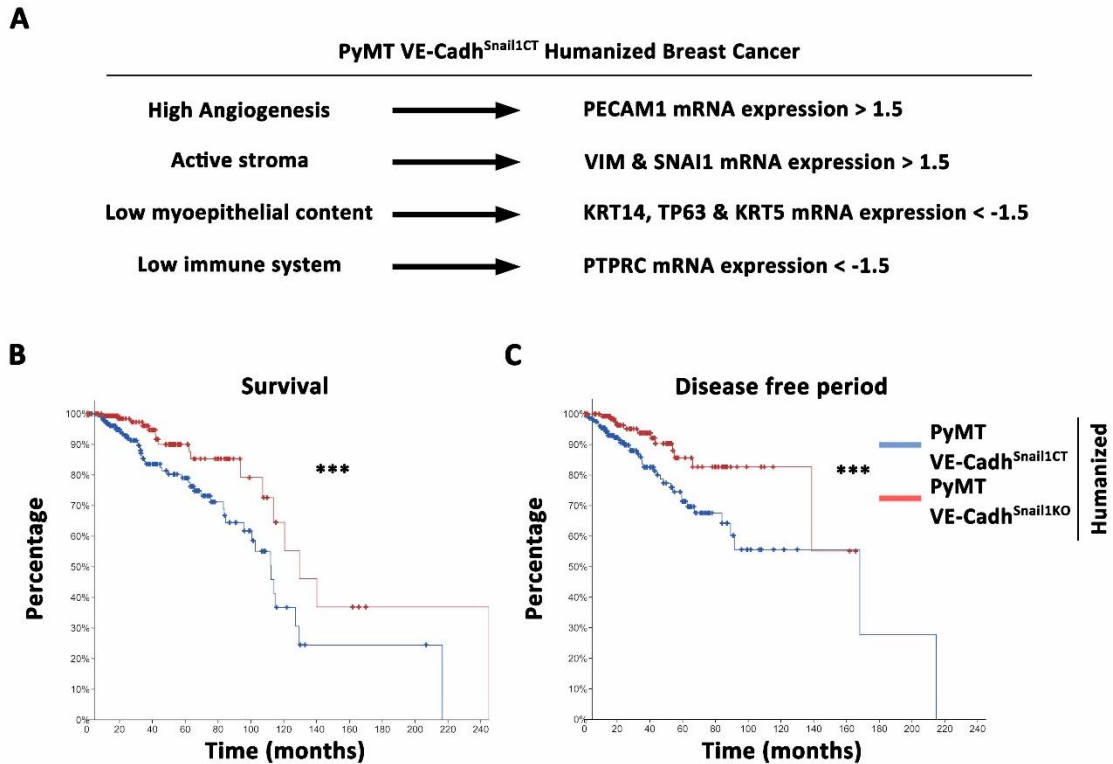 A
PyMT VE-Cadh^Snail1CT Humanized Breast Cancer
High Angiogenesis PECAM1 mRNA expression > 1.5
Active stroma VIM & SNAI1 mRNA expression > 1.5
Low myoepithelial content KRT14, TP63 & KRT5 mRNA expression < -1.5
Low immune system PTPRC mRNA expression < -1.5
B
Survival
100%
90%
80%
70%
60%
50%
40%
30%
20%
10%
0%
Percentage
***
0 20 40 60 80 100 120 140 160 180 200 220 240
Time (months)
C
Disease free period
100%
90%
80%
70%
60%
50%
40%
30%
20%
10%
0%
Percentage
***
0 20 40 60 80 100 120 140 160 180 200 220 240
Time (months)
PyMT
VE-Cadh^Snail1CT
PyMT
VE-Cadh^Snail1KO
Humanized